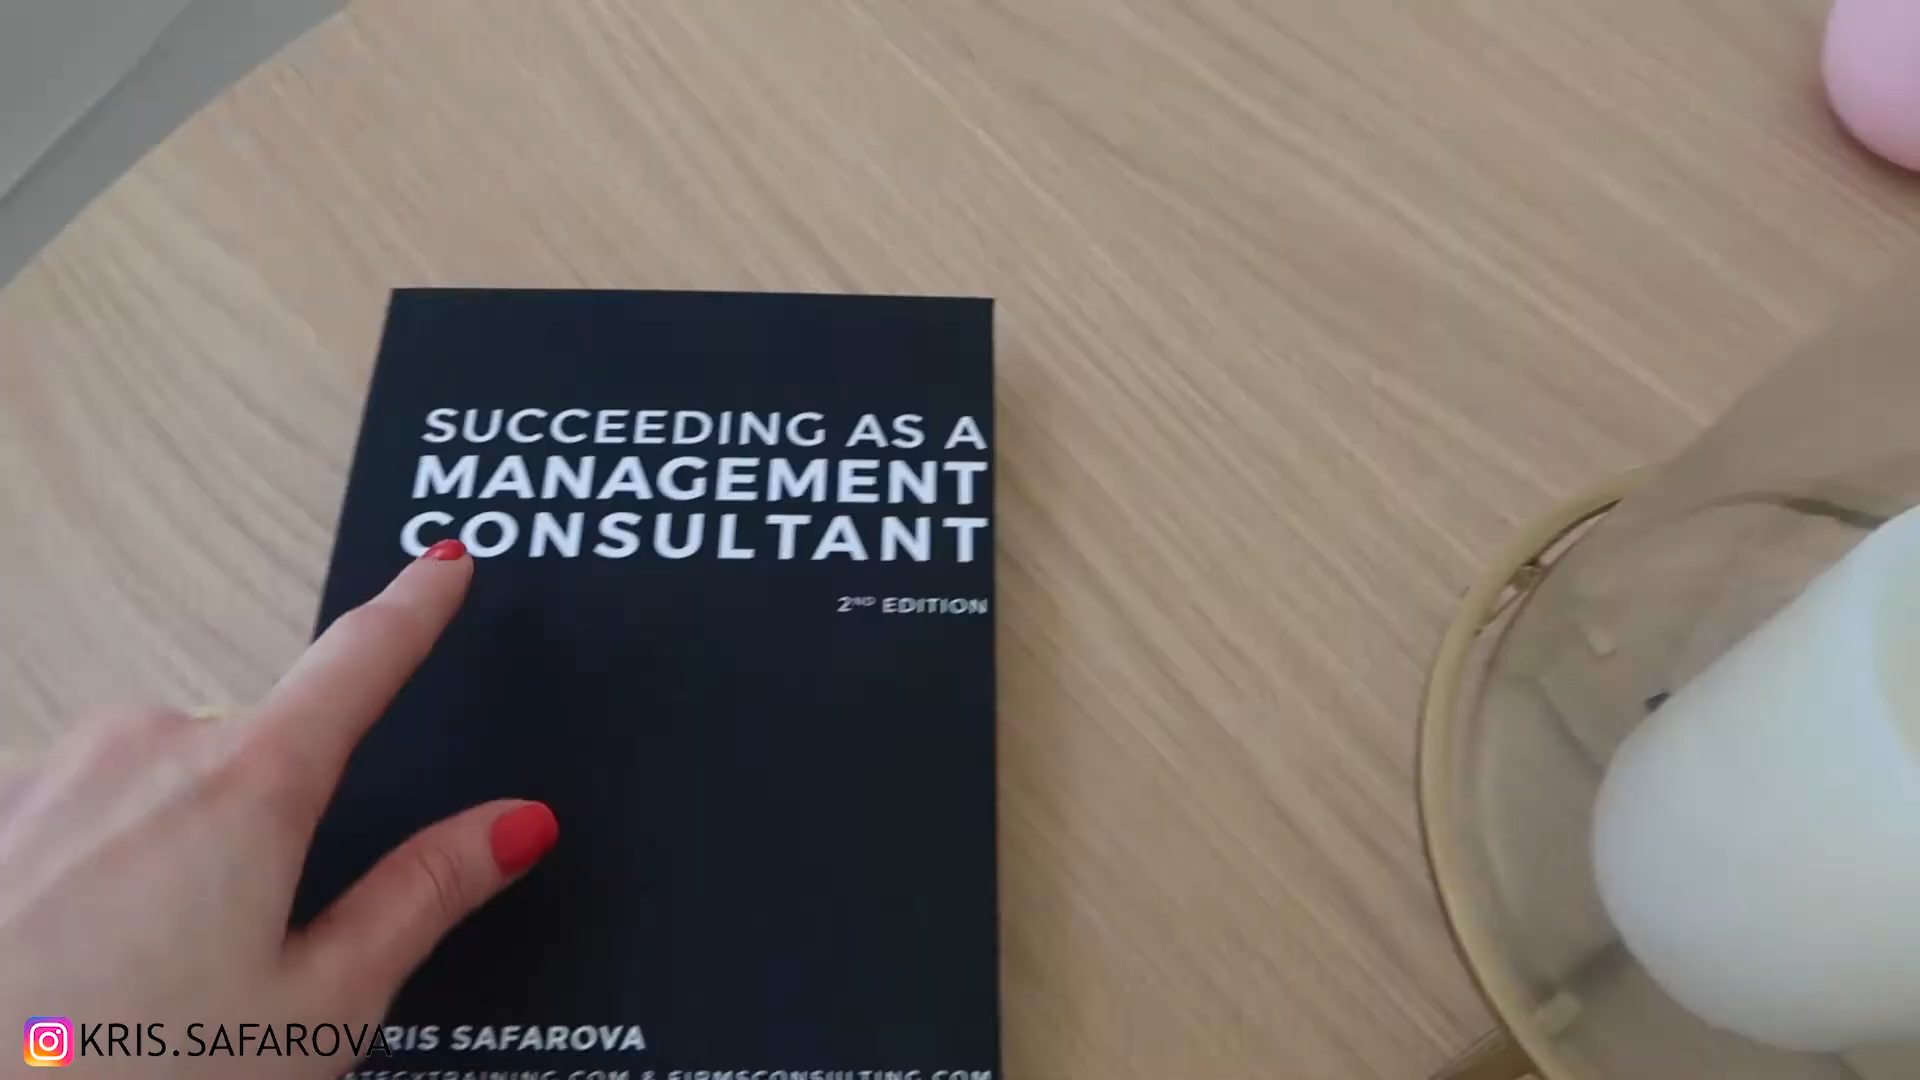 SUCCEEDING AS A
MANAGEMENT
CONSULTANT
2ND EDITION
RIS SAFAROVA
KRIS.SAFAROVA